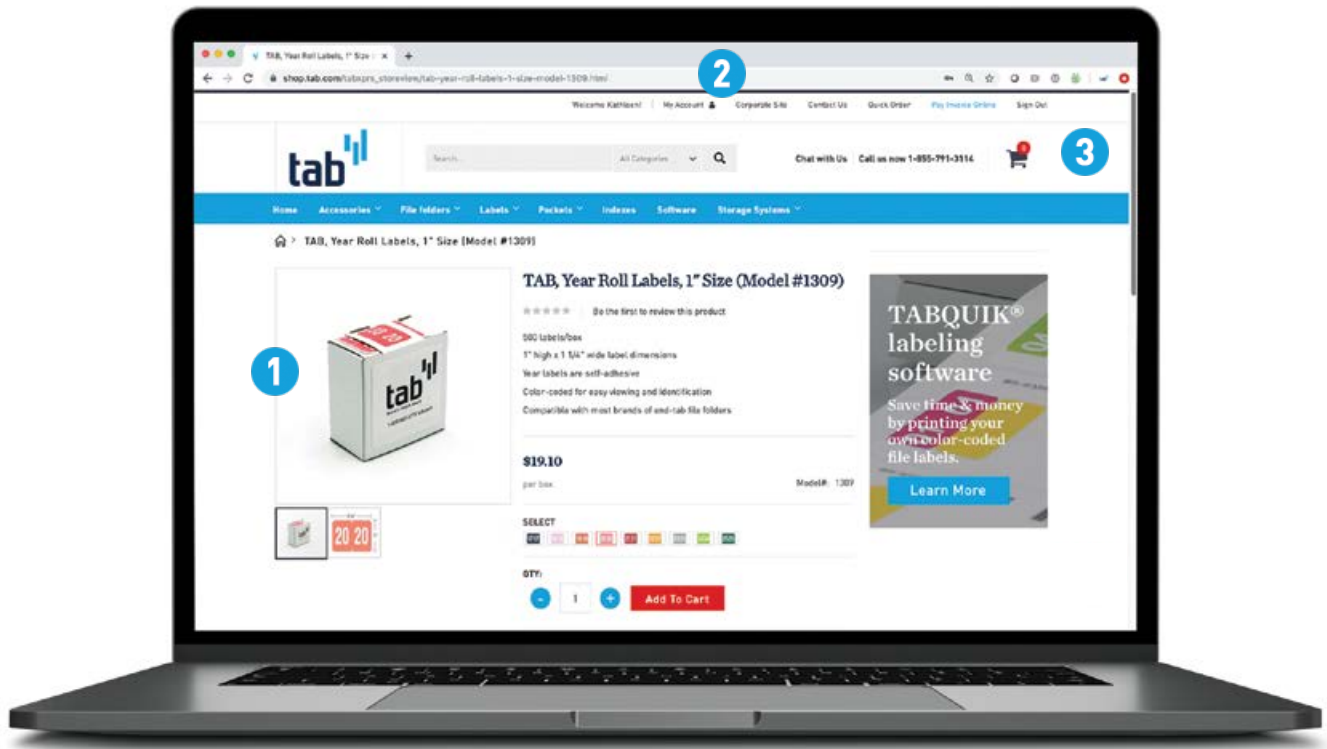 TAB, Year Roll Labels, 1" Size
shop.tab.com/tabxprs_storeview/tab-year-roll-labels-1-size-model-1309.html
2
Welcome Kathleen! My Account Corporate Site Contact Us Quick Order Pay Invoice Online Sign Out
tab
Search... All Categories
Chat with Us Call us now 1-855-791-3114
3
Home Accessories File folders Labels Pockets Indexes Software Storage Systems
TAB, Year Roll Labels, 1" Size (Model #1309)
1
tab
TAB, Year Roll Labels, 1" Size (Model #1309)
Be the first to review this product
500 labels/box
1" high x 1 1/4" wide label dimensions
Year labels are self-adhesive
Color-coded for easy viewing and identification
Compatible with most brands of end-tab file folders
$19.10
per box
Model#: 1309
SELECT
20 20
QTY:
- 1 +
Add To Cart
TABQUIK®
labeling
software
Save time & money
by printing your
own color-coded
file labels.
Learn More